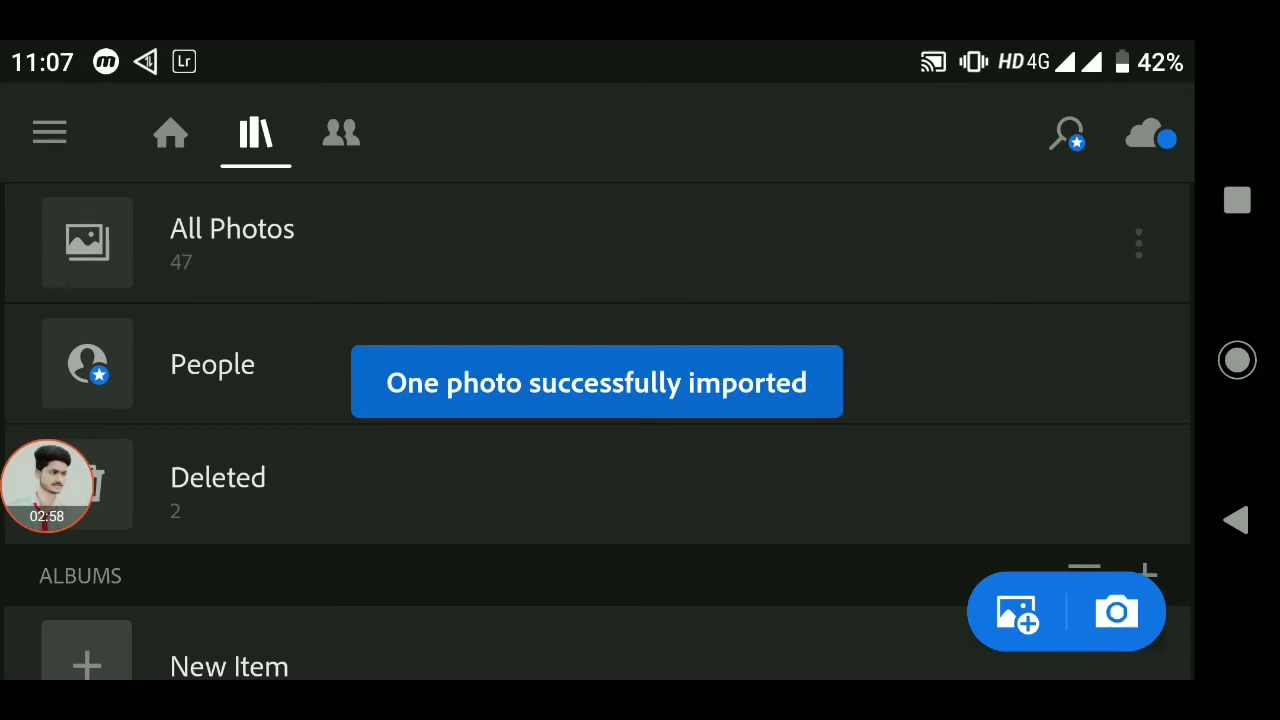 11:07 m Lr HD 4G 42%
All Photos
47
People
One photo successfully imported
Deleted
2
02:58
ALBUMS
New Item